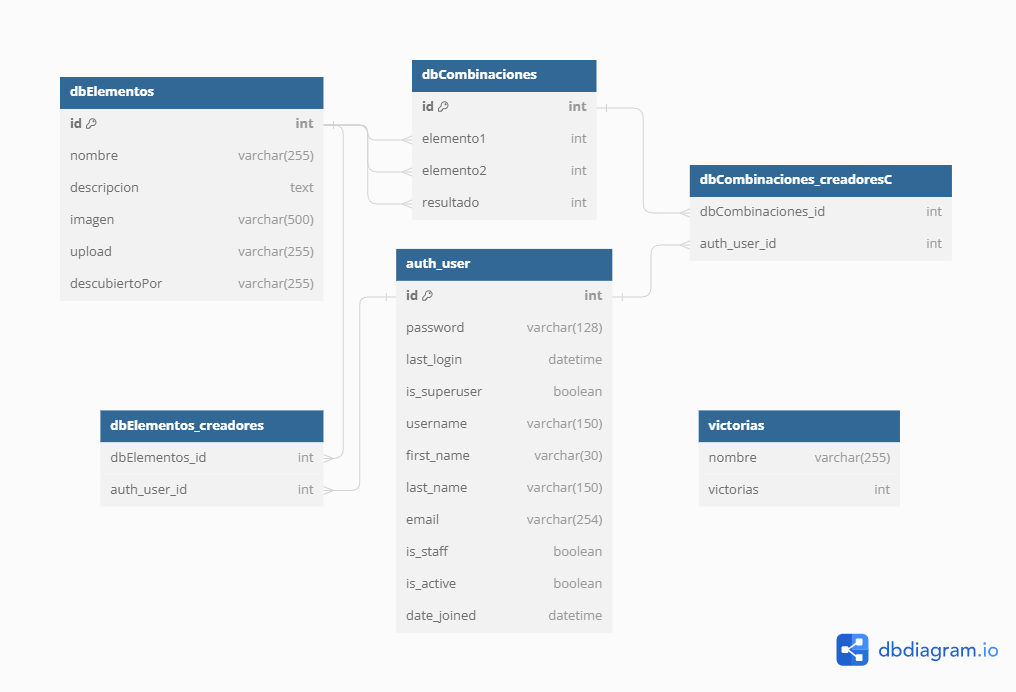 dbElementos
id int
nombre varchar(255)
descripcion text
imagen varchar(500)
upload varchar(255)
descubiertoPor varchar(255)
dbCombinaciones
id int
elemento1 int
elemento2 int
resultado int
dbCombinaciones_creadoresC
dbCombinaciones_id int
auth_user_id int
auth_user
id int
password varchar(128)
last_login datetime
is_superuser boolean
username varchar(150)
first_name varchar(30)
last_name varchar(150)
email varchar(254)
is_staff boolean
is_active boolean
date_joined datetime
dbElementos_creadores
dbElementos_id int
auth_user_id int
victorias
nombre varchar(255)
victorias int
dbdiagram.io